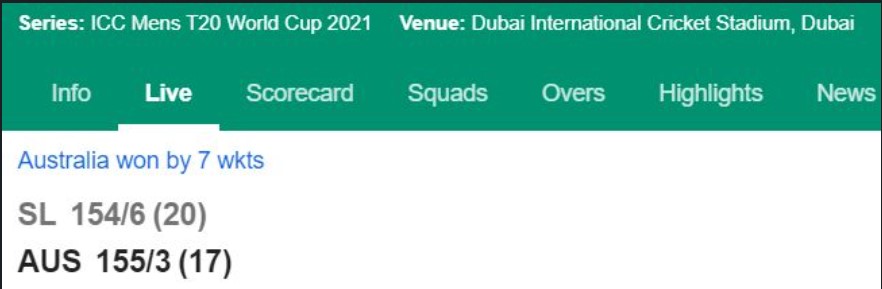 Series: ICC Mens T20 World Cup 2021 Venue: Dubai International Cricket Stadium, Dubai
Info Live Scorecard Squads Overs Highlights News
Australia won by 7 wkts
SL 154/6 (20)
AUS 155/3 (17)